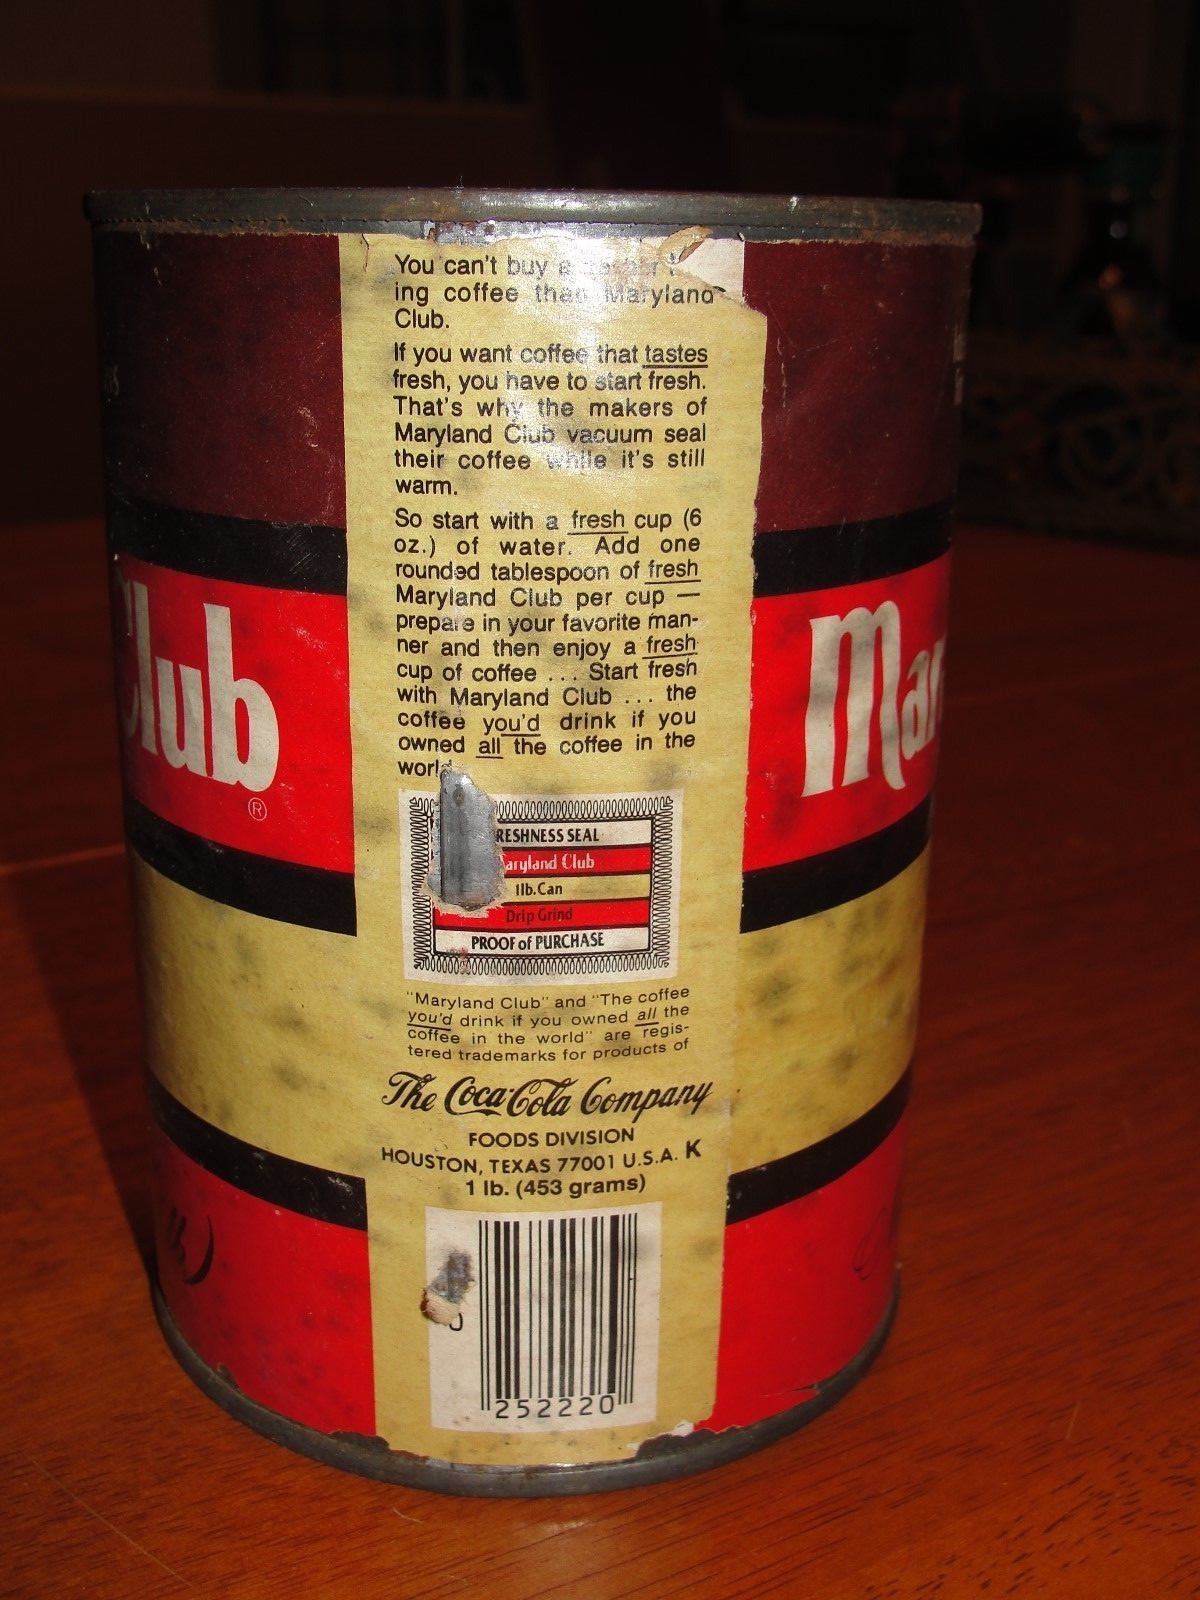 You can't buy a
ing coffee than Maryland
Club.
If you want coffee that tastes
fresh, you have to start fresh.
That's why the makers of
Maryland Club vacuum seal
their coffee while it's still
warm.
So start with a fresh cup (6
oz.) of water. Add one
rounded tablespoon of fresh
Maryland Club per cup —
prepare in your favorite man-
ner and then enjoy a fresh
cup of coffee ... Start fresh
with Maryland Club ... the
coffee you'd drink if you
owned all the coffee in the
world
Club®
Mar
RESHNESS SEAL
aryland Club
1lb. Can
Drip Grind
PROOF of PURCHASE
"Maryland Club" and "The coffee
you'd drink if you owned all the
coffee in the world" are regis-
tered trademarks for products of
The Coca-Cola Company
FOODS DIVISION
HOUSTON, TEXAS 77001 U.S.A. K
1 lb. (453 grams)
0
252220